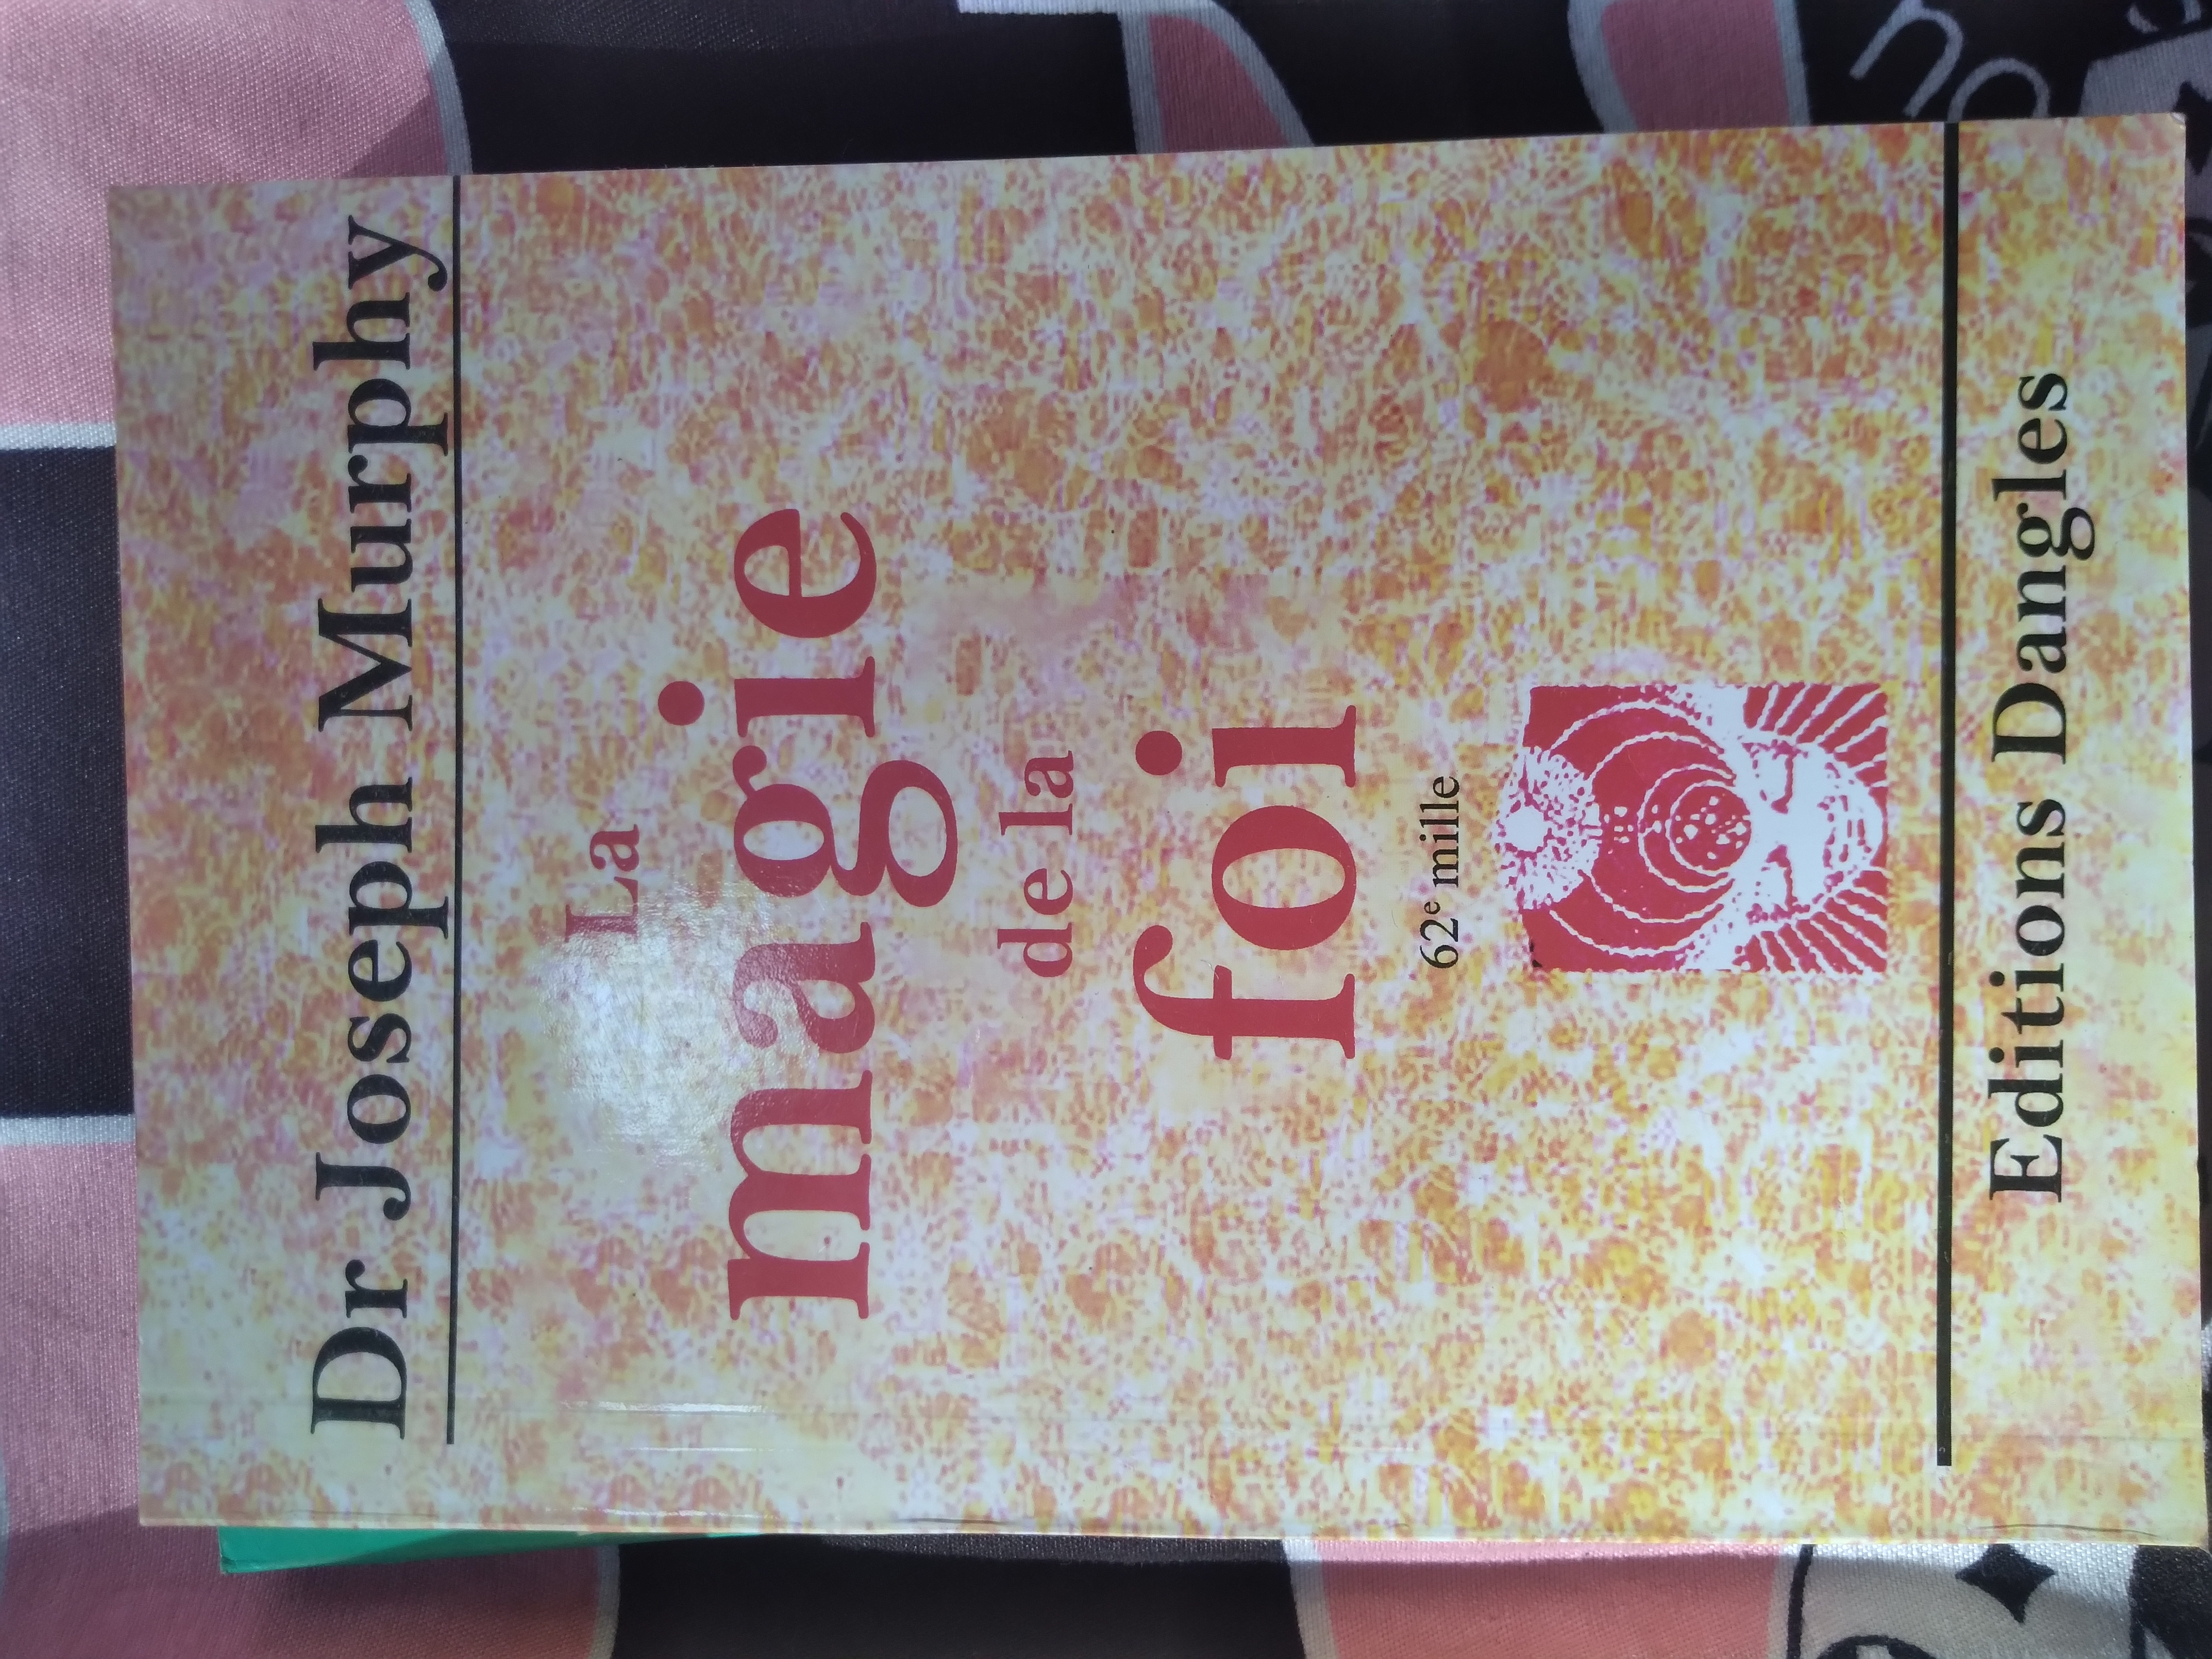 Dr Joseph Murphy
La
magie
de la
foi
62e mille
Editions Dangles